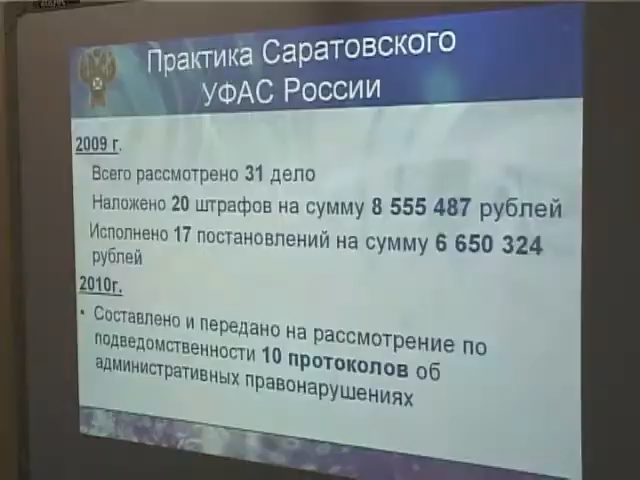 Практика Саратовского
УФАС России
2009 г.
Всего рассмотрено 31 дело
Наложено 20 штрафов на сумму 8 555 487 рублей
Исполнено 17 постановлений на сумму 6 650 324
рублей
2010г.
• Составлено и передано на рассмотрение по
подведомственности 10 протоколов об
административных правонарушениях